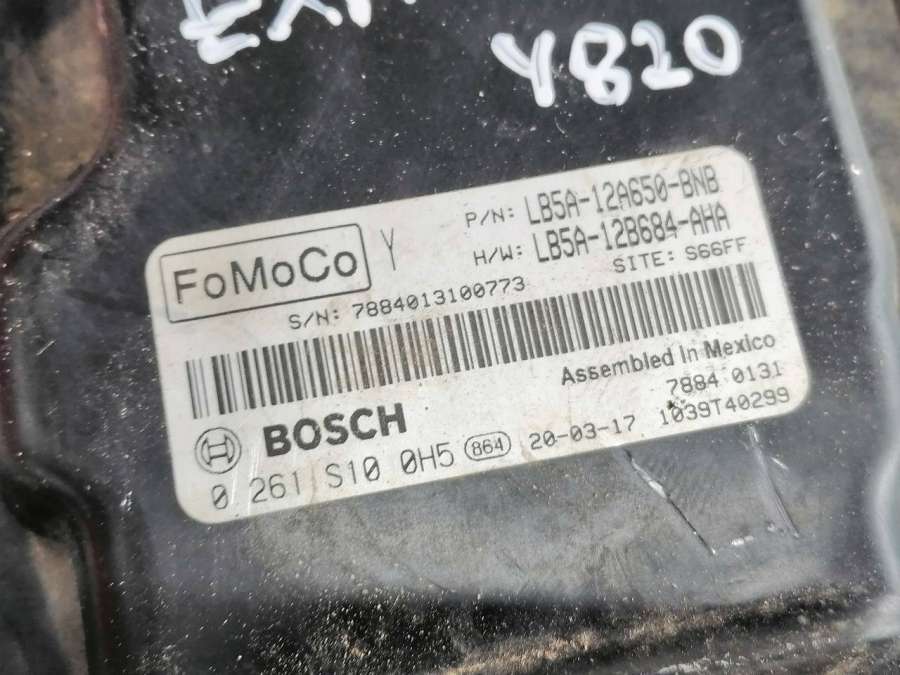 Y820
FoMoCo
Y
P/N: LB5A-12A650-BNB
H/W: LB5A-12B684-AHA
SITE: S66FF
S/N: 7884013100773
Assembled in Mexico
7884 0131
BOSCH
0 261 S10 0H5 864 20-03-17 1039T40299